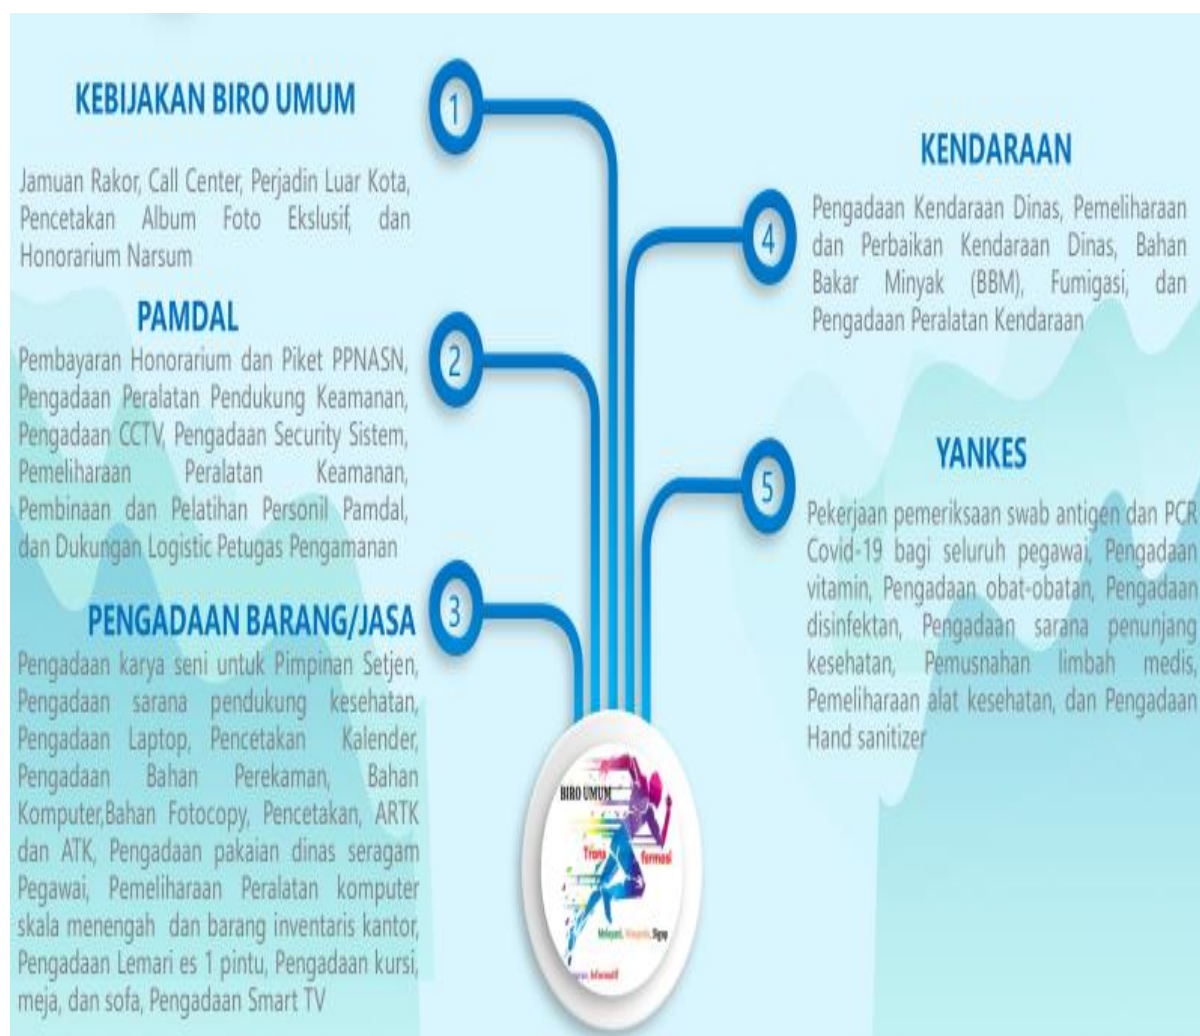 KEBIJAKAN BIRO UMUM
1
Jamuan Rakor, Call Center, Perjadin Luar Kota,
Pencetakan Album Foto Ekslusif, dan
Honorarium Narsum
PAMDAL
2
Pembayaran Honorarium dan Piket PPNASN,
Pengadaan Peralatan Pendukung Keamanan,
Pengadaan CCTV, Pengadaan Security Sistem,
Pemeliharaan Peralatan Keamanan,
Pembinaan dan Pelatihan Personil Pamdal,
dan Dukungan Logistic Petugas Pengamanan
PENGADAAN BARANG/JASA
3
Pengadaan karya seni untuk Pimpinan Setjen,
Pengadaan sarana pendukung kesehatan,
Pengadaan Laptop, Pencetakan Kalender,
Pengadaan Bahan Perekaman, Bahan
Komputer,Bahan Fotocopy, Pencetakan, ARTK
dan ATK, Pengadaan pakaian dinas seragam
Pegawai, Pemeliharaan Peralatan komputer
skala menengah dan barang inventaris kantor,
Pengadaan Lemari es 1 pintu, Pengadaan kursi,
meja, dan sofa, Pengadaan Smart TV
KENDARAAN
4
Pengadaan Kendaraan Dinas, Pemeliharaan
dan Perbaikan Kendaraan Dinas, Bahan
Bakar Minyak (BBM), Fumigasi, dan
Pengadaan Peralatan Kendaraan
YANKES
5
Pekerjaan pemeriksaan swab antigen dan PCR
Covid-19 bagi seluruh pegawai, Pengadaan
vitamin, Pengadaan obat-obatan, Pengadaan
disinfektan, Pengadaan sarana penunjang
kesehatan, Pemusnahan limbah medis,
Pemeliharaan alat kesehatan, dan Pengadaan
Hand sanitizer
BIRO UMUM
Trans formasi
Melayani, Sigap
Informatif